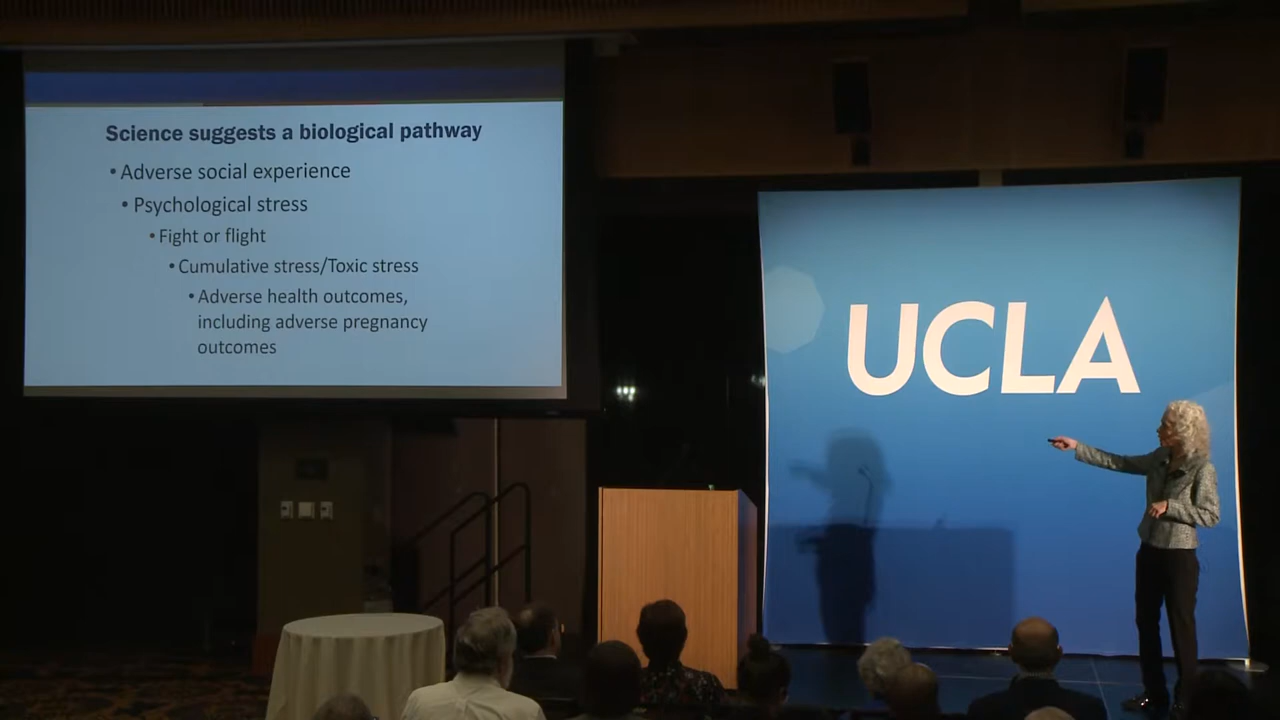 Science suggests a biological pathway
• Adverse social experience
• Psychological stress
• Fight or flight
• Cumulative stress/Toxic stress
• Adverse health outcomes,
including adverse pregnancy
outcomes
UCLA